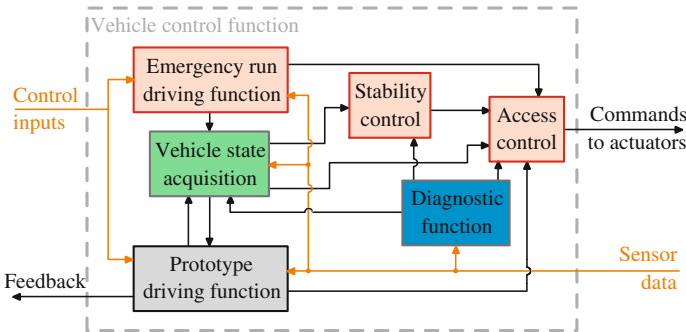 Vehicle control function
Emergency run
driving function
Control
inputs
Stability
control
Access
control
Commands
to actuators
Vehicle state
acquisition
Diagnostic
function
Prototype
driving function
Sensor
data
Feedback